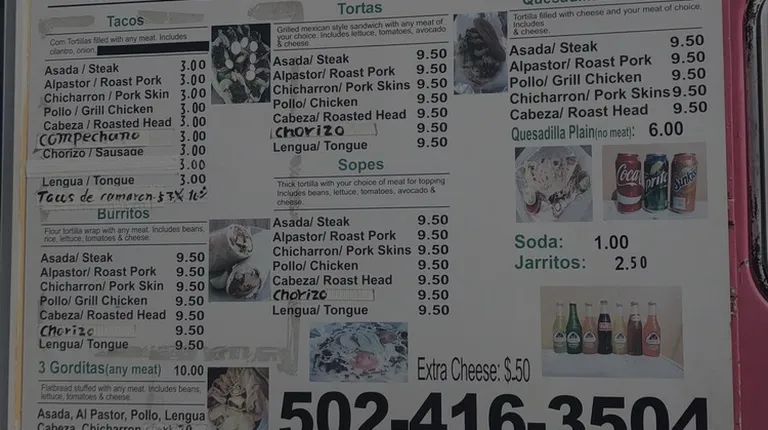 Tacos
Corn Tortillas filled with any meat. Includes
cilantro, onion,
Asada / Steak 3.00
Alpastor / Roast Pork 3.00
Chicharron / Pork Skin 3.00
Pollo / Grill Chicken 3.00
Cabeza / Roasted Head 3.00
Compechano 3.00
Chorizo / Sausage 3.00
3.00
Lengua / Tongue 3.00
Tacos de camaron
Burritos
Flour tortilla wrap with any meat. Includes beans,
rice, lettuce, tomatoes & cheese.
Asada/ Steak 9.50
Alpastor/ Roast Pork 9.50
Chicharron/ Pork Skin 9.50
Pollo/ Grill Chicken 9.50
Cabeza/ Roasted Head 9.50
Chorizo 9.50
Lengua/ Tongue 9.50
3 Gorditas(any meat) 10.00
Flatbread stuffed with any meat. Includes beans,
lettuce, tomatoes & cheese.
Asada, Al Pastor, Pollo, Lengua
Cabeza, Chicharron
Tortas
Grilled mexican style sandwich with any meat of your
choice. Includes lettuce, tomatoes, avocado
& cheese
Asada/ Steak 9.50
Alpastor/ Roast Pork 9.50
Chicharron/ Pork Skins 9.50
Pollo/ Chicken 9.50
Cabeza/ Roasted Head 9.50
Chorizo 9.50
Lengua/ Tongue 9.50
Sopes
Thick tortilla with your choice of meat for topping
Includes beans, lettuce, tomatoes, avocado &
cheese.
Asada/ Steak 9.50
Alpastor/ Roast Pork 9.50
Chicharron/ Pork Skins 9.50
Pollo/ Chicken 9.50
Cabeza/ Roast Head 9.50
Chorizo 9.50
Lengua/ Tongue 9.50
Tortilla filled with cheese and your meat of choice.
Includes
& cheese.
Asada/ Steak 9.50
Alpastor/ Roast Pork 9.50
Pollo/ Grill Chicken 9.50
Chicharron/ Pork Skins 9.50
Cabeza/ Roast Head 9.50
Quesadilla Plain(no meat): 6.00
Coca
Sprite
Sunkist
Soda: 1.00
Jarritos: 2.50
Extra Cheese: $.50
502-416-3504